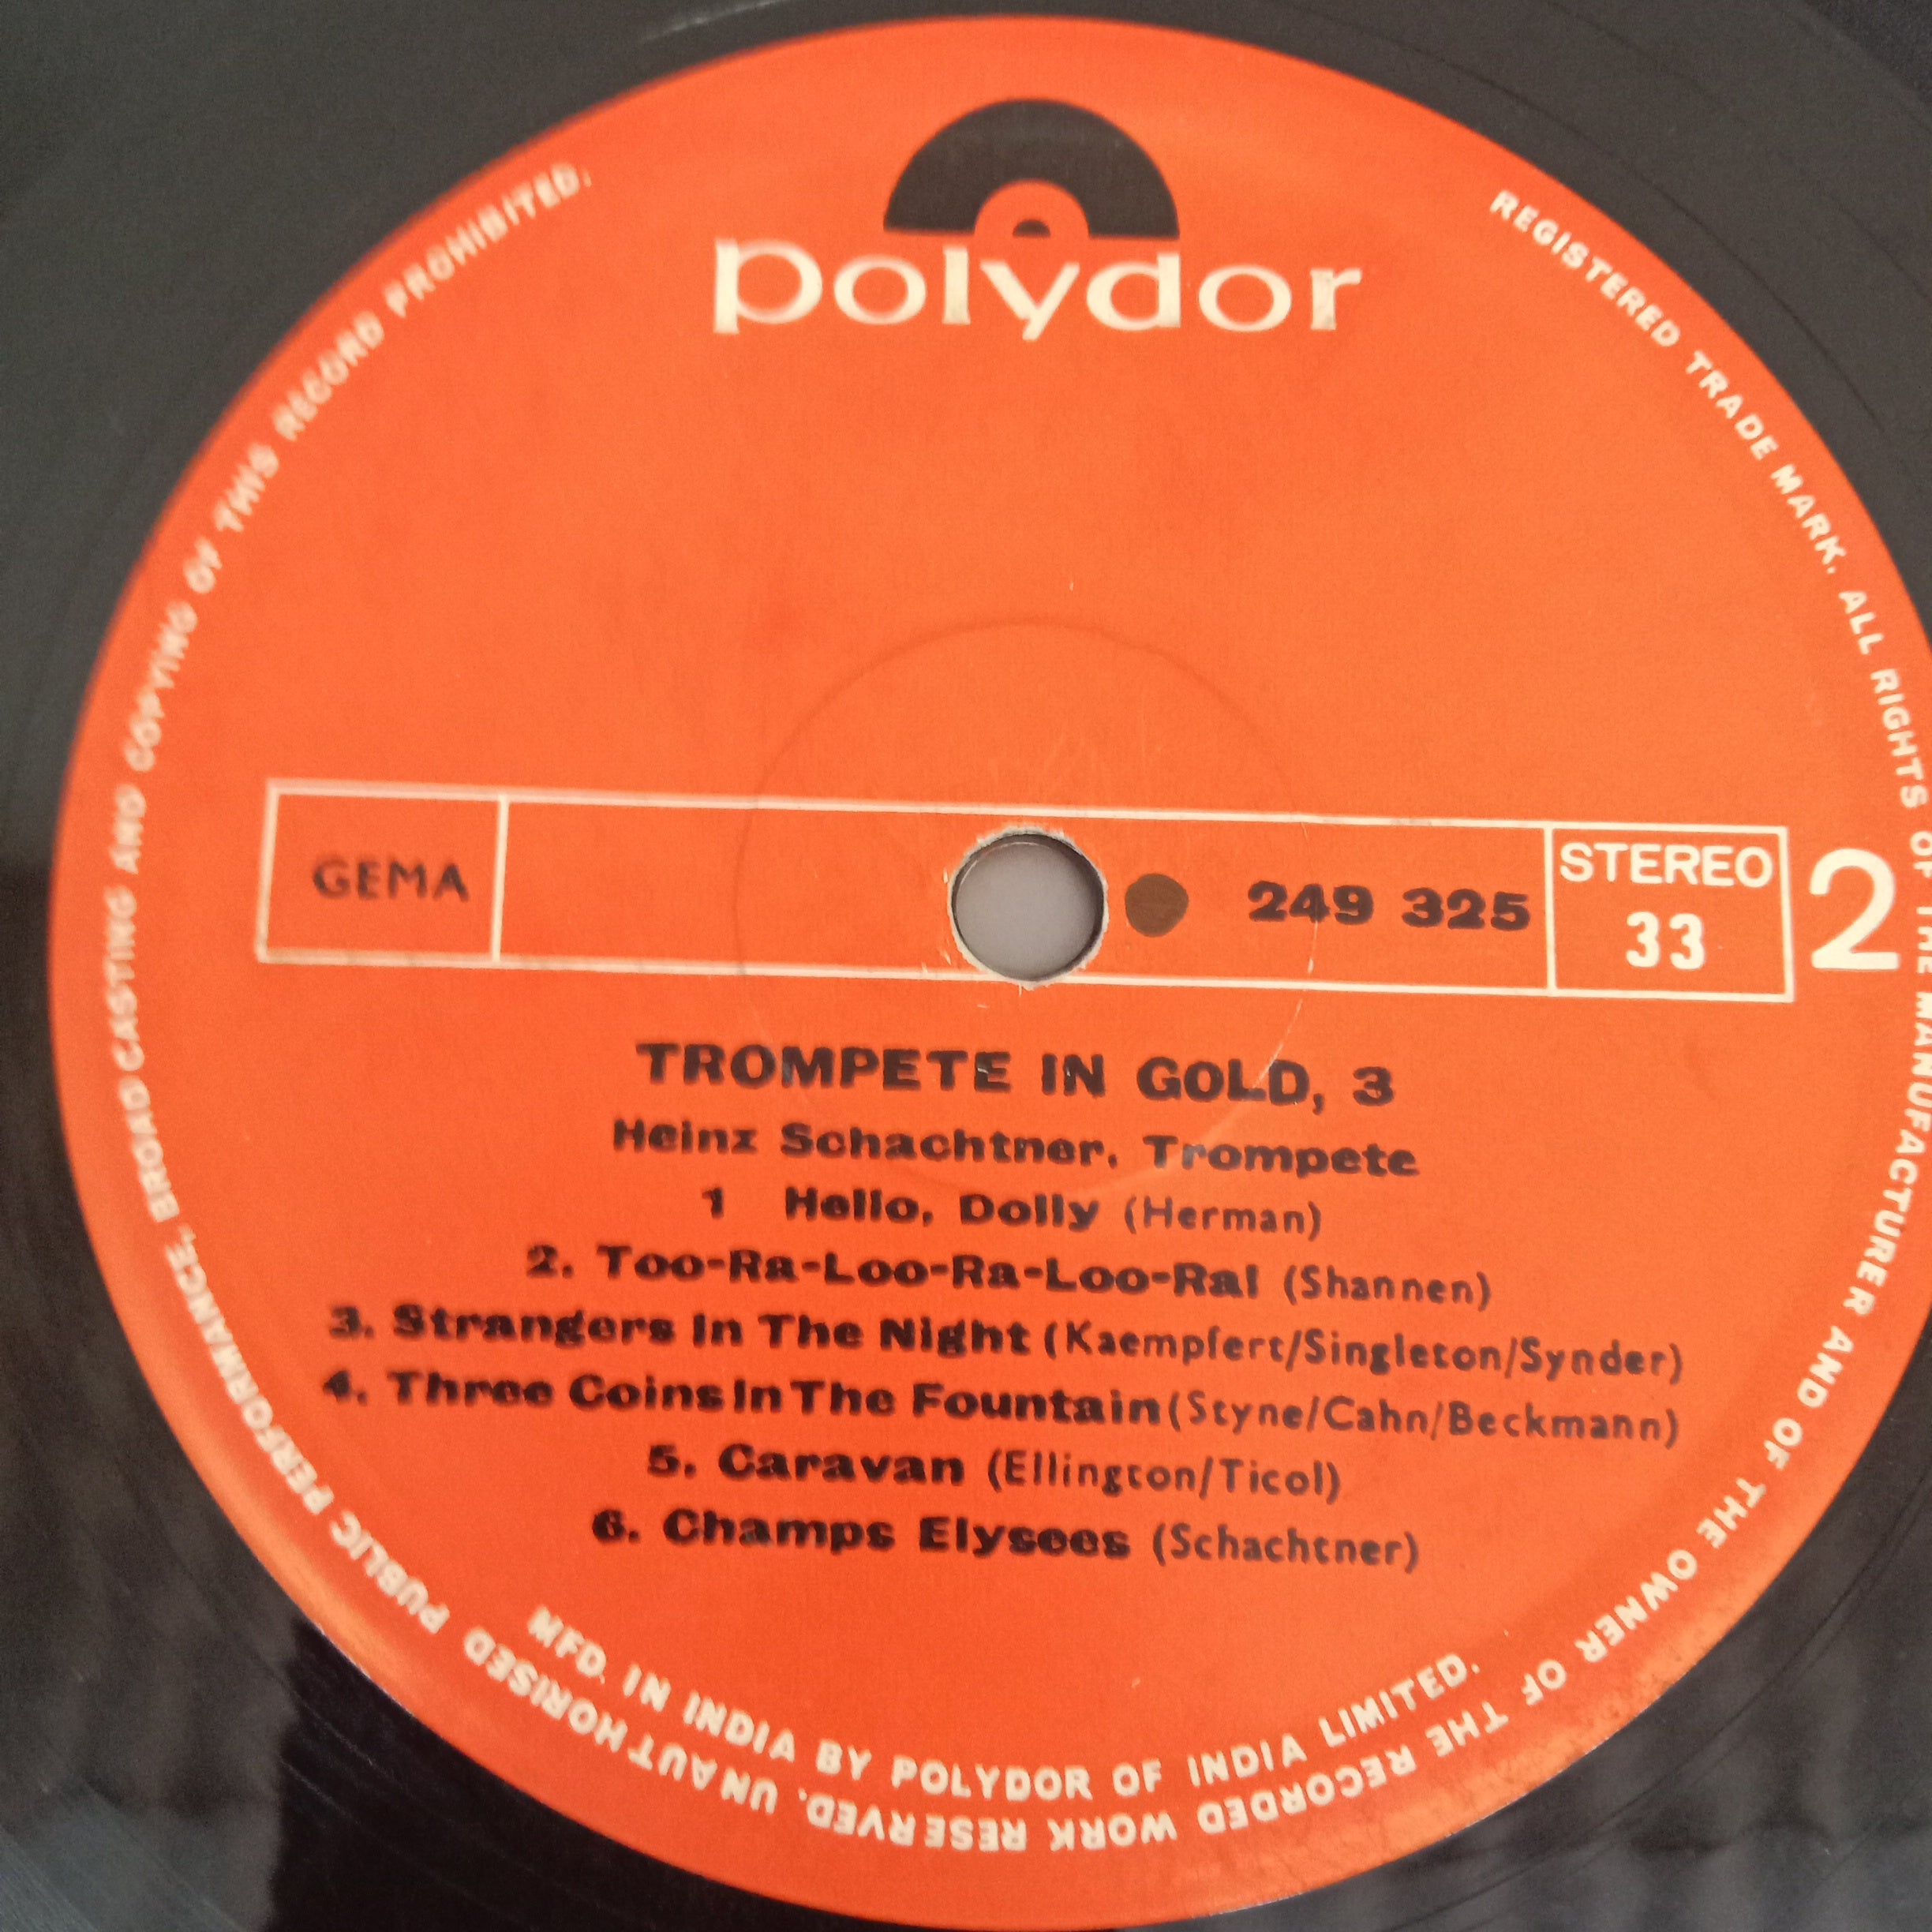 polydor
GEMA
249 325
STEREO
33
2
TROMPETE IN GOLD, 3
Heinz Schachtner, Trompete
1 Hello, Dolly (Herman)
2. Too-Ra-Loo-Ra-Loo-Ral (Shannen)
3. Strangers In The Night (Kaempfert/Singleton/Synder)
4. Three Coins In The Fountain (Styne/Cahn/Beckmann)
5. Caravan (Ellington/Ticol)
6. Champs Elysees (Schachtner)
MFD. IN INDIA BY POLYDOR OF INDIA LIMITED.
REGISTERED TRADE MARK. ALL RIGHTS OF THE MANUFACTURER AND OF THE OWNER OF THE RECORDED WORK RESERVED. UNAUTHORISED PUBLIC PERFORMANCE, BROADCASTING AND COPYING OF THIS RECORD PROHIBITED.